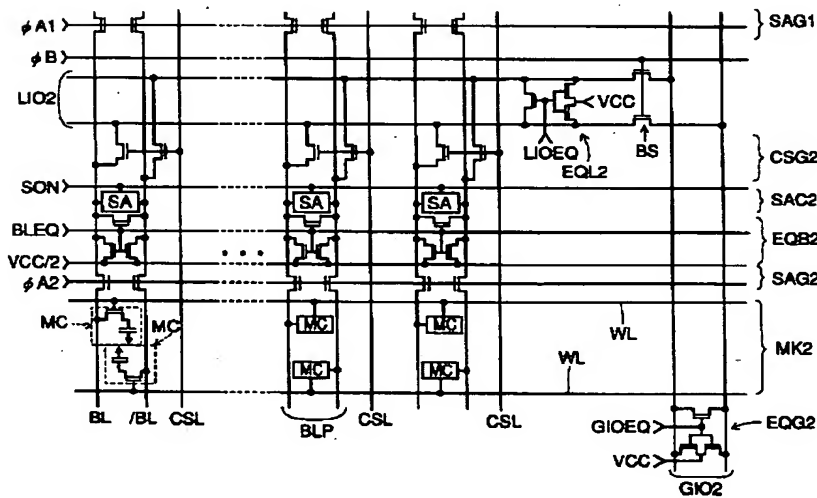 φA1 SAG1
φB
LIO2
VCC
LIOEQ EQL2 BS CSG2
SON SA SA SA SAC2
BLEQ EQB2
VCC/2
φA2 SAG2
MC MC MC MC WL MK2
MC MC WL
BL /BL CSL BLP CSL CSL
GIOEQ EQG2
VCC
GIO2